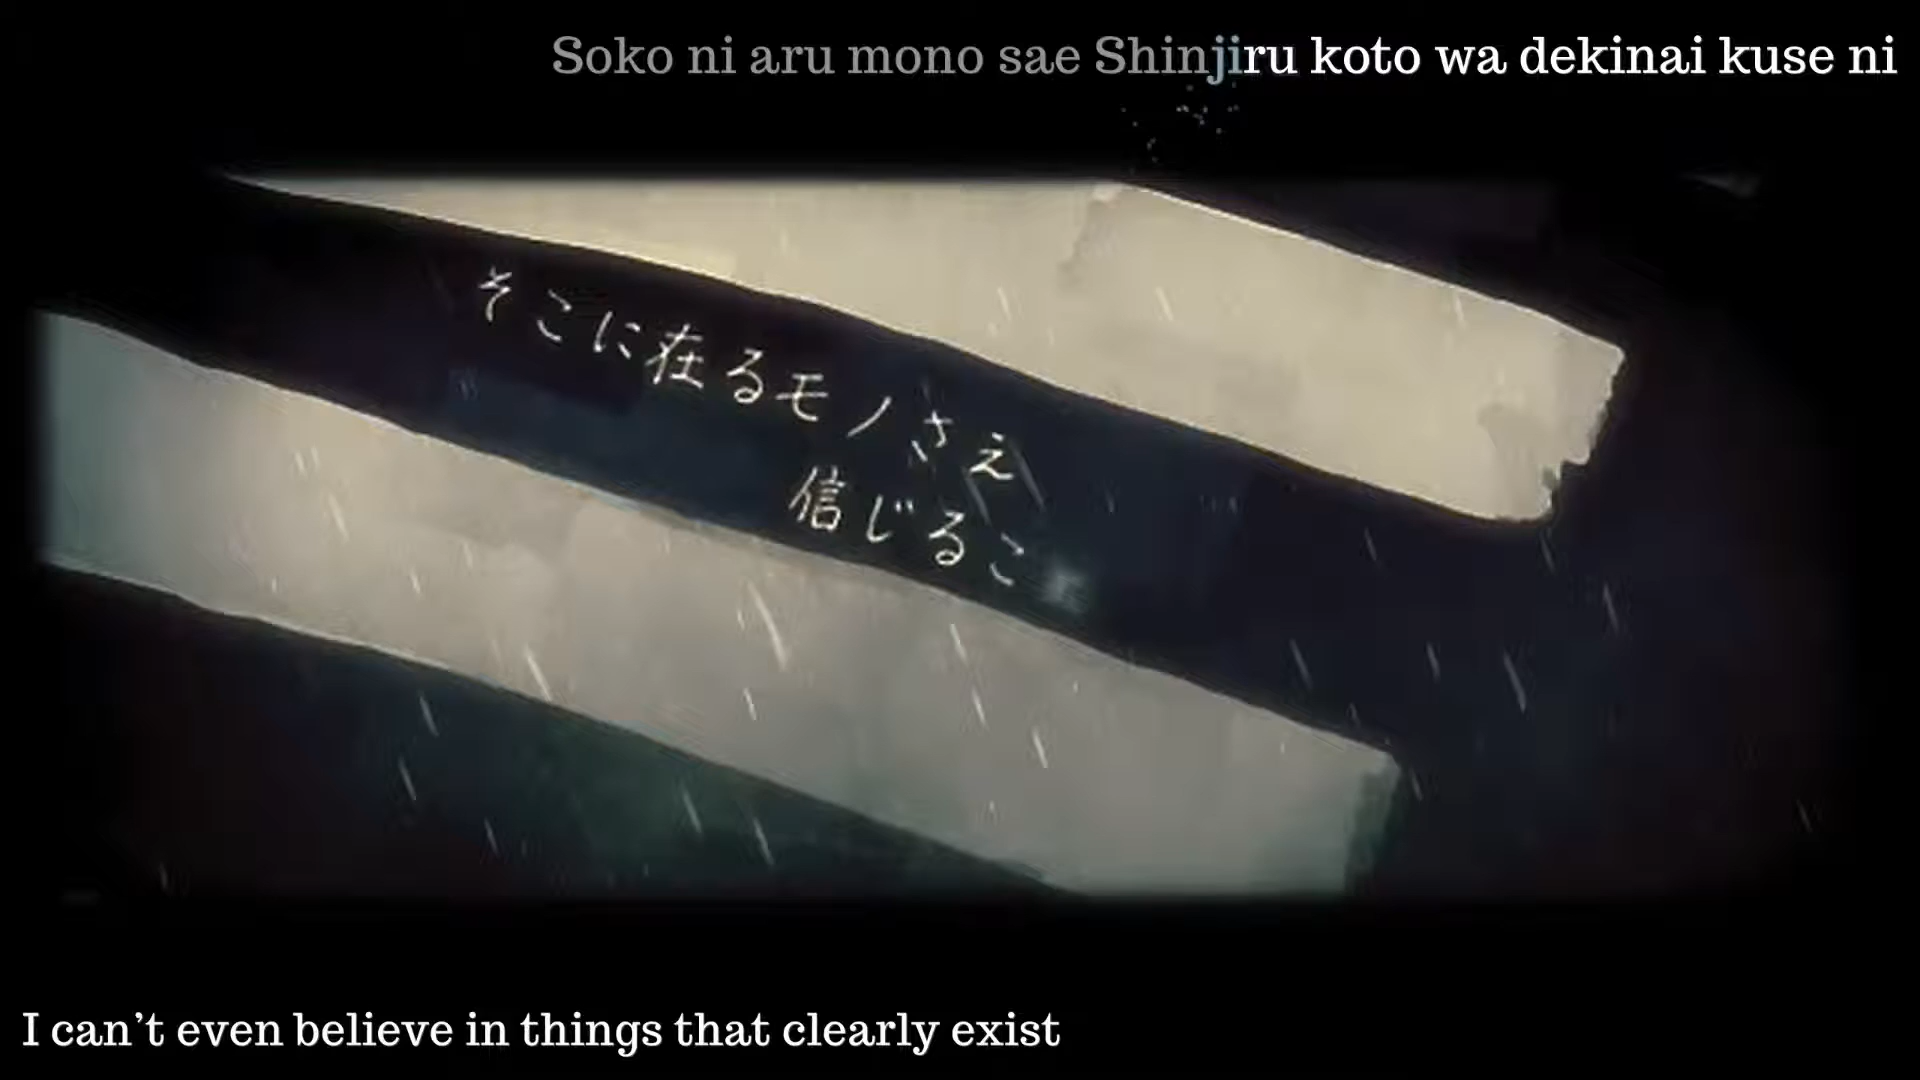 Soko ni aru mono sae Shinjiru koto wa dekinai kuse ni
そこに在るモノさえ
信じるこ
I can’t even believe in things that clearly exist